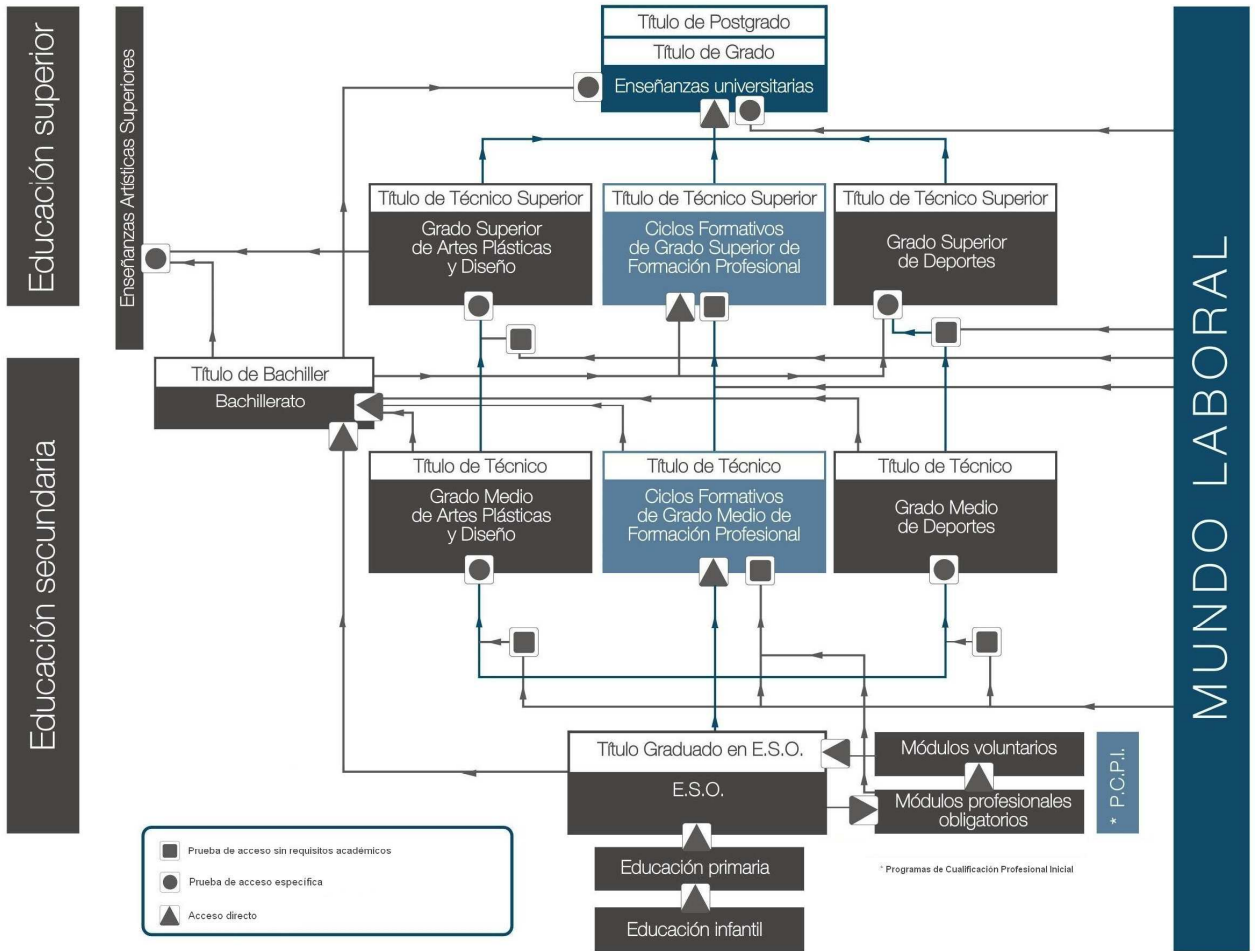 Educación superior
Enseñanzas Artísticas Superiores
Título de Postgrado
Título de Grado
Enseñanzas universitarias
Título de Técnico Superior
Grado Superior
de Artes Plásticas
y Diseño
Título de Técnico Superior
Ciclos Formativos
de Grado Superior de
Formación Profesional
Título de Técnico Superior
Grado Superior
de Deportes
MUNDO LABORAL
Educación secundaria
Título de Bachiller
Bachillerato
Título de Técnico
Grado Medio
de Artes Plásticas
y Diseño
Título de Técnico
Ciclos Formativos
de Grado Medio de
Formación Profesional
Título de Técnico
Grado Medio
de Deportes
Título Graduado en E.S.O.
E.S.O.
Módulos voluntarios
Módulos profesionales
obligatorios
* P.C.P.I.
Educación primaria
Educación infantil
* Programas de Cualificación Profesional Inicial
Prueba de acceso sin requisitos académicos
Prueba de acceso específica
Acceso directo